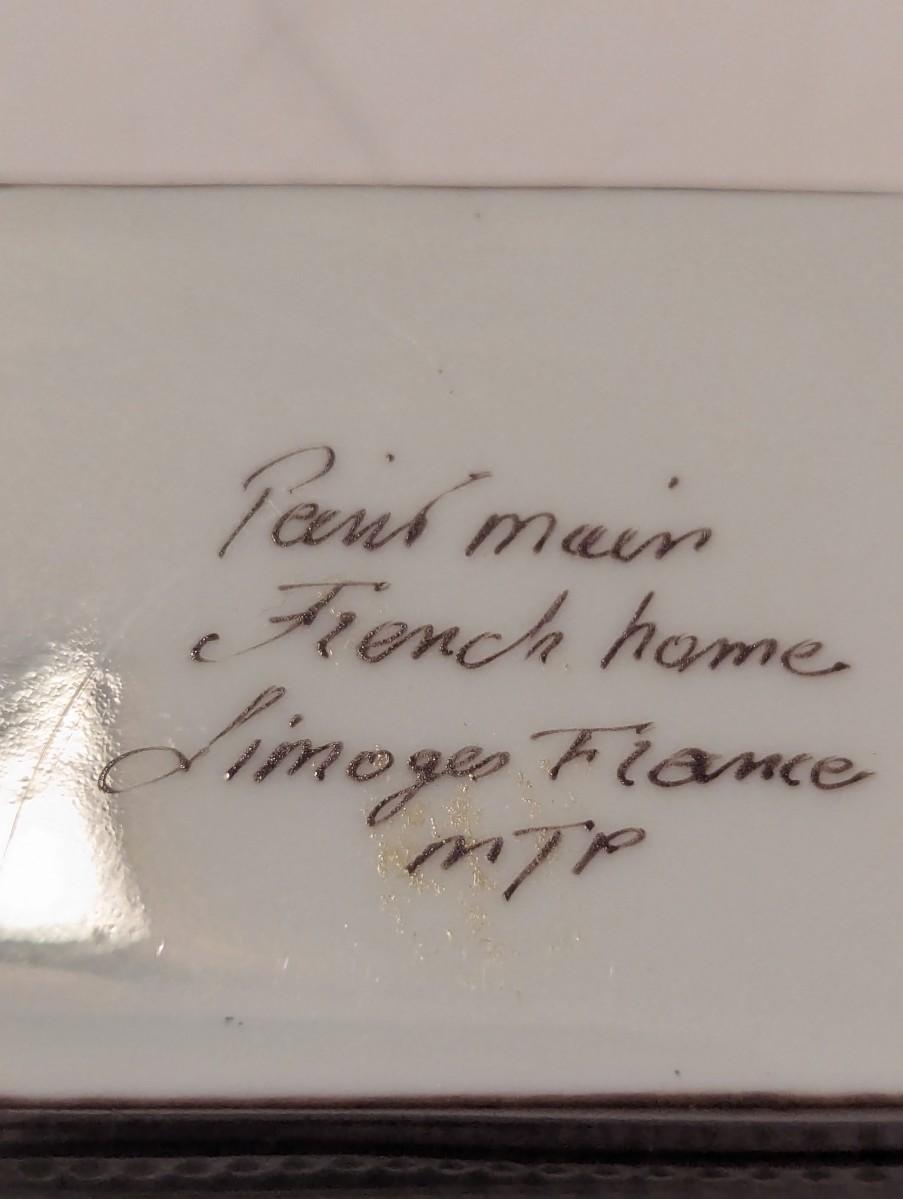 Peint main
French home
Limoges France
MTP